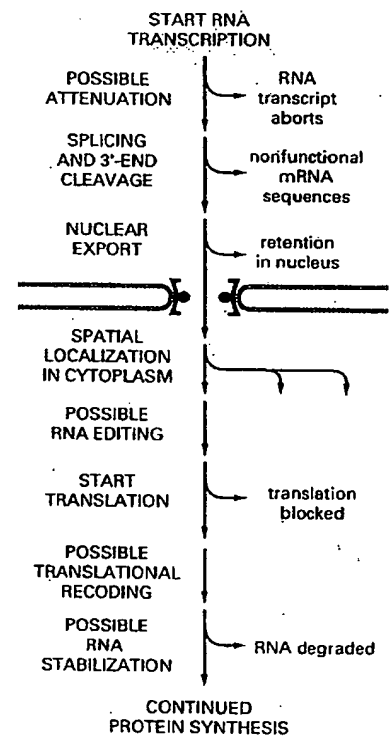 START RNA
TRANSCRIPTION
POSSIBLE
ATTENUATION
RNA
transcript
aborts
SPLICING
AND 3'-END
CLEAVAGE
nonfunctional
mRNA
sequences
NUCLEAR
EXPORT
retention
in nucleus
SPATIAL
LOCALIZATION
IN CYTOPLASM
POSSIBLE
RNA EDITING
START
TRANSLATION
translation
blocked
POSSIBLE
TRANSLATIONAL
RECODING
POSSIBLE
RNA
STABILIZATION
RNA degraded
CONTINUED
PROTEIN SYNTHESIS